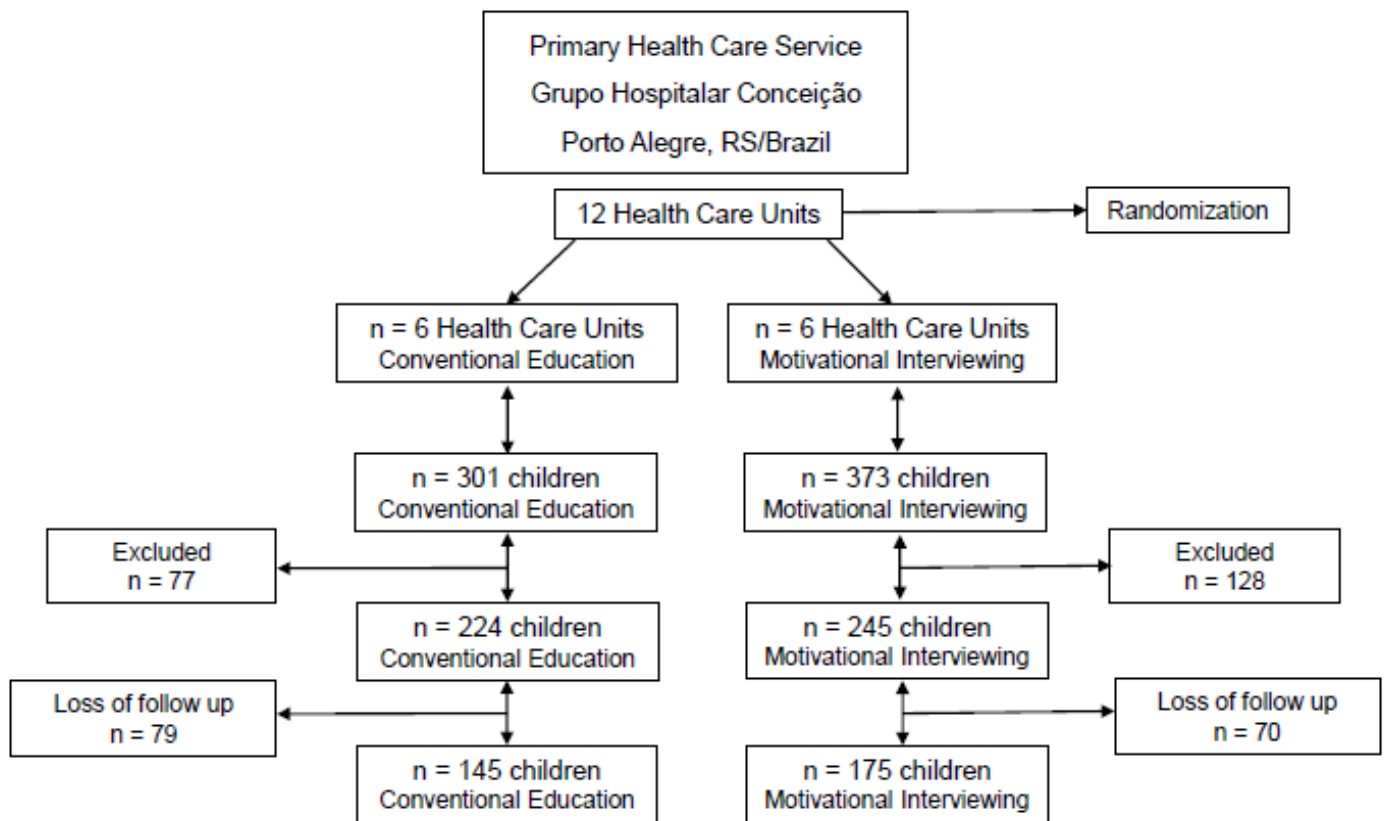 Primary Health Care Service
Grupo Hospitalar Conceição
Porto Alegre, RS/Brazil
12 Health Care Units
Randomization
n = 6 Health Care Units
Conventional Education
n = 6 Health Care Units
Motivational Interviewing
n = 301 children
Conventional Education
n = 373 children
Motivational Interviewing
Excluded
n = 77
Excluded
n = 128
n = 224 children
Conventional Education
n = 245 children
Motivational Interviewing
Loss of follow up
n = 79
Loss of follow up
n = 70
n = 145 children
Conventional Education
n = 175 children
Motivational Interviewing